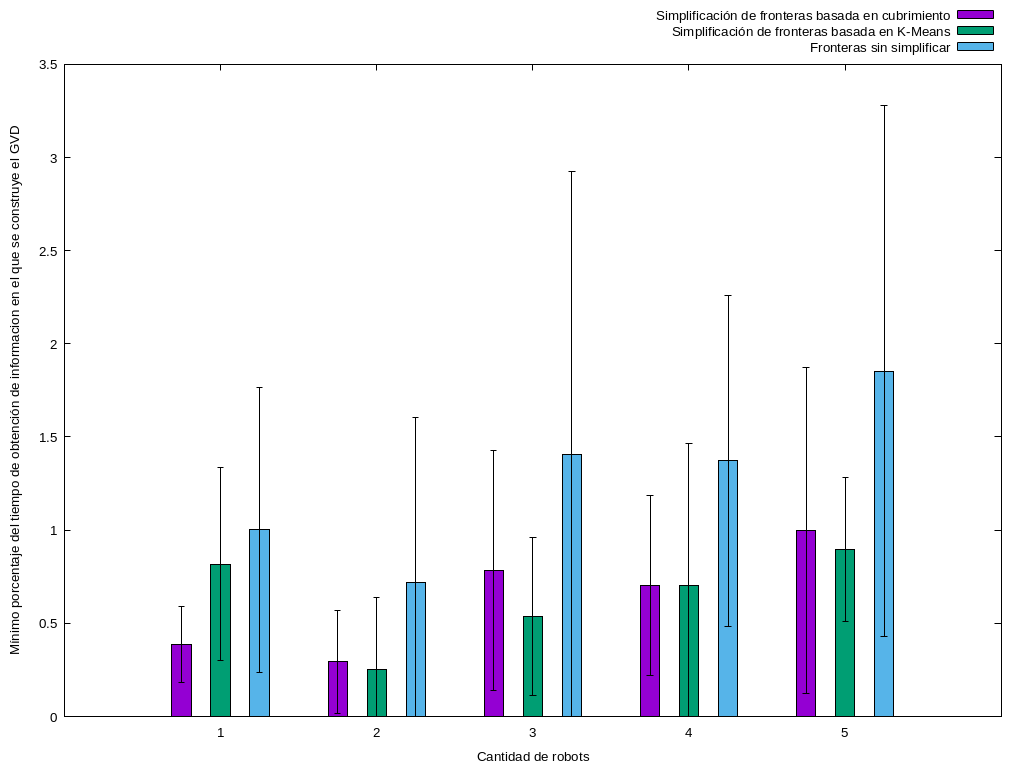 Simplificación de fronteras basada en cubrimiento
Simplificación de fronteras basada en K-Means
Fronteras sin simplificar
3.5
3
2.5
2
1.5
1
0.5
0
Mínimo porcentaje del tiempo de obtención de informacion en el que se construye el GVD
1 2 3 4 5
Cantidad de robots